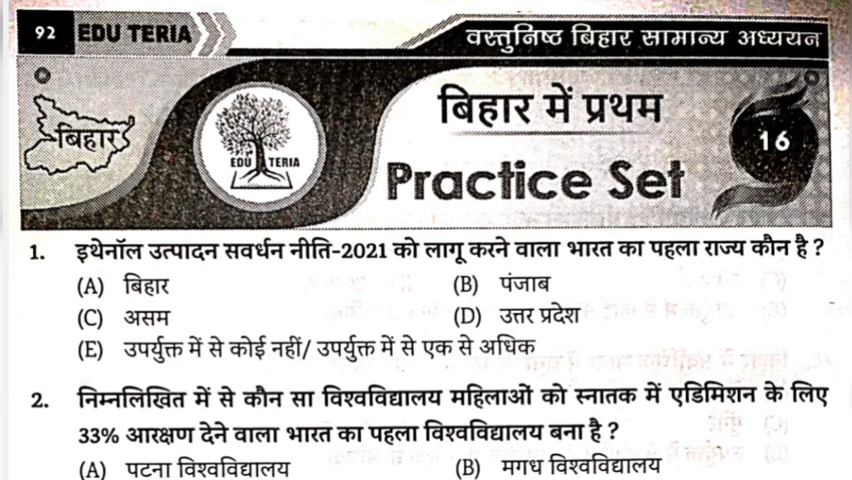 92 EDU TERIA
वस्तुनिष्ठ बिहार सामान्य अध्ययन
बिहार
EDU TERIA
बिहार में प्रथम
Practice Set
16
1. इथेनॉल उत्पादन सवर्धन नीति-2021 को लागू करने वाला भारत का पहला राज्य कौन है ?
(A) बिहार (B) पंजाब
(C) असम (D) उत्तर प्रदेश
(E) उपर्युक्त में से कोई नहीं/ उपर्युक्त में से एक से अधिक
2. निम्नलिखित में से कौन सा विश्वविद्यालय महिलाओं को स्नातक में एडिमिशन के लिए
33% आरक्षण देने वाला भारत का पहला विश्वविद्यालय बना है ?
(A) पटना विश्वविद्यालय (B) मगध विश्वविद्यालय